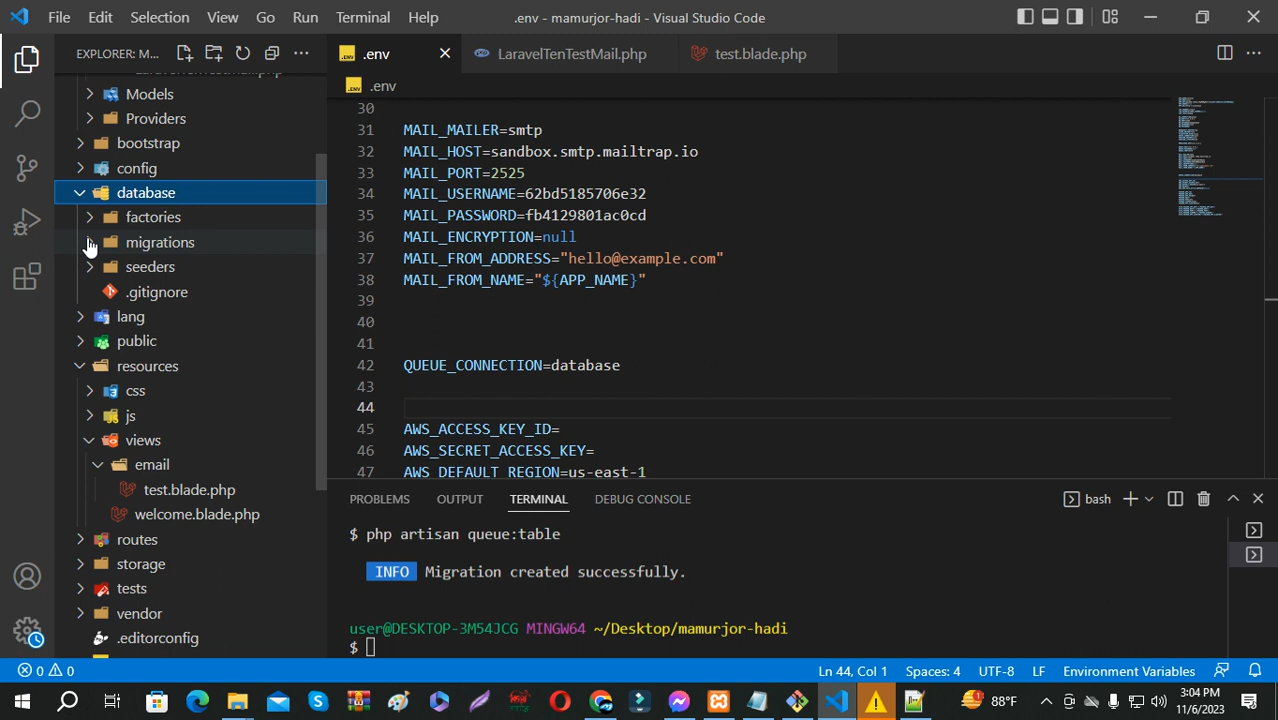 File Edit Selection View Go Run Terminal Help .env - mamurjor-hadi - Visual Studio Code
EXPLORER: M...
.env LaravelTenTestMail.php test.blade.php
.env
LaravelTenTestMail.php
Models
Providers
bootstrap
config
database
factories
migrations
seeders
.gitignore
lang
public
resources
css
js
views
email
test.blade.php
welcome.blade.php
routes
storage
tests
vendor
.editorconfig
30
31 MAIL_MAILER=smtp
32 MAIL_HOST=sandbox.smtp.mailtrap.io
33 MAIL_PORT=2525
34 MAIL_USERNAME=62bd5185706e32
35 MAIL_PASSWORD=fb4129801ac0cd
36 MAIL_ENCRYPTION=null
37 MAIL_FROM_ADDRESS="hello@example.com"
38 MAIL_FROM_NAME="${APP_NAME}"
39
40
41
42 QUEUE_CONNECTION=database
43
44
45 AWS_ACCESS_KEY_ID=
46 AWS_SECRET_ACCESS_KEY=
47 AWS_DEFAULT_REGION=us-east-1
PROBLEMS OUTPUT TERMINAL DEBUG CONSOLE bash
$ php artisan queue:table
INFO Migration created successfully.
user@DESKTOP-3M54JCG MINGW64 ~/Desktop/mamurjor-hadi
$
0 0 Ln 44, Col 1 Spaces: 4 UTF-8 LF Environment Variables
88°F 3:04 PM
11/6/2023